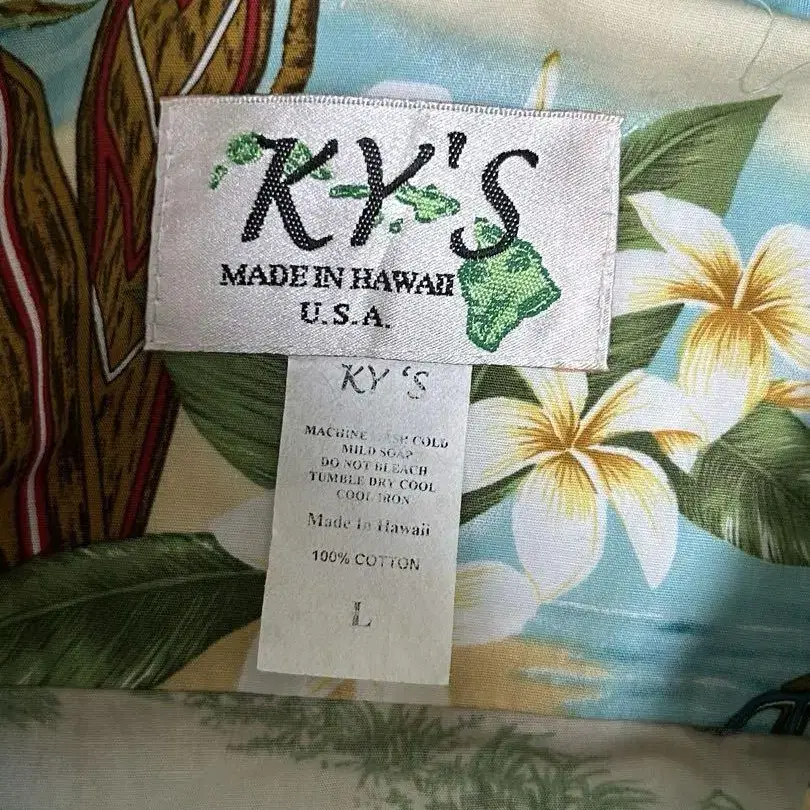 KY'S
MADE IN HAWAII
U.S.A.
KY 'S
MACHINE WASH COLD
MILD SOAP
DO NOT BLEACH
TUMBLE DRY COOL
COOL IRON
Made In Hawaii
100% COTTON
L